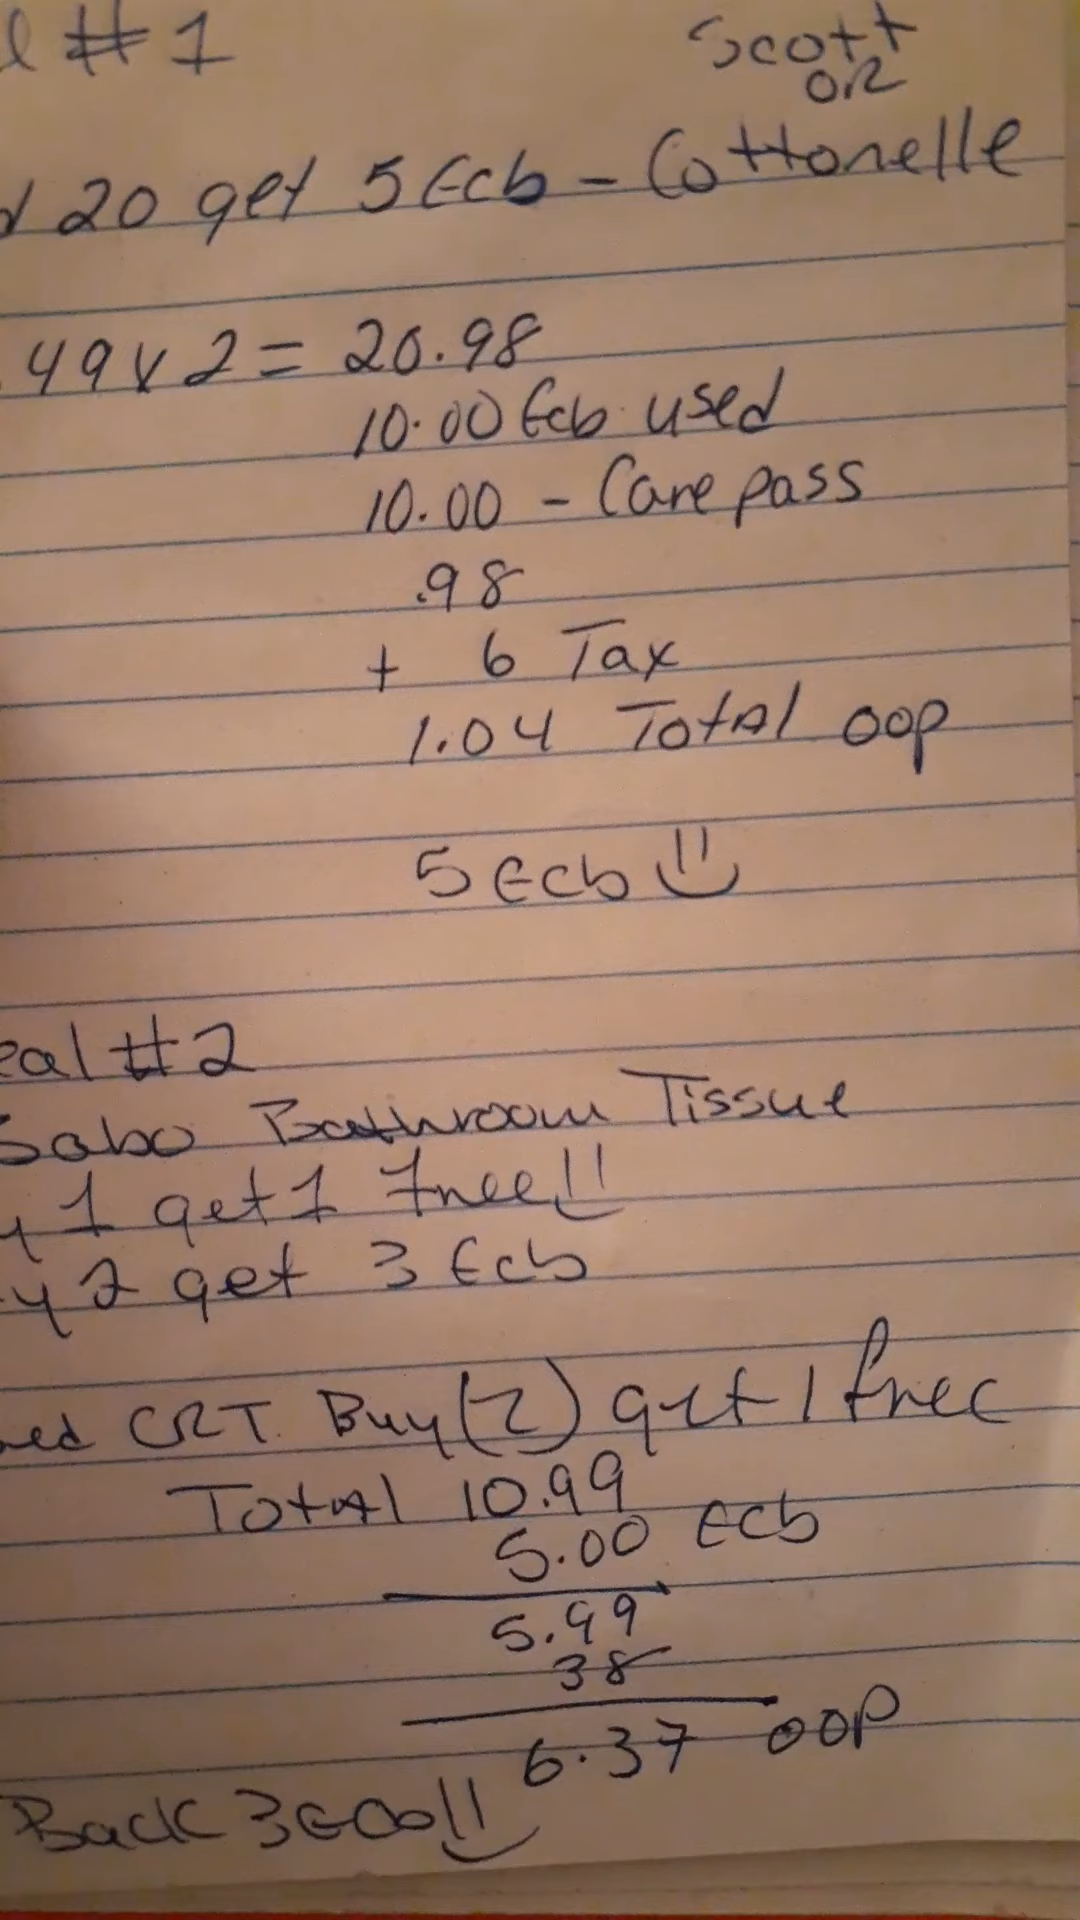 l #1
Scott
OR
d 20 get 5 Ecb - Cottonelle
.49 x 2 = 20.98
10.00 Ecb used
10.00 - Carepass
.98
+ 6 Tax
1.04 Total oop
5 Ecb
eal #2
Bathroom Tissue
y 1 get 1 free
y 2 get 3 Ecb
ed CRT. Buy (2) get 1 free
Total 10.99
5.00 Ecb
5.99
38
6.37 OOP
Back 3 Ecb